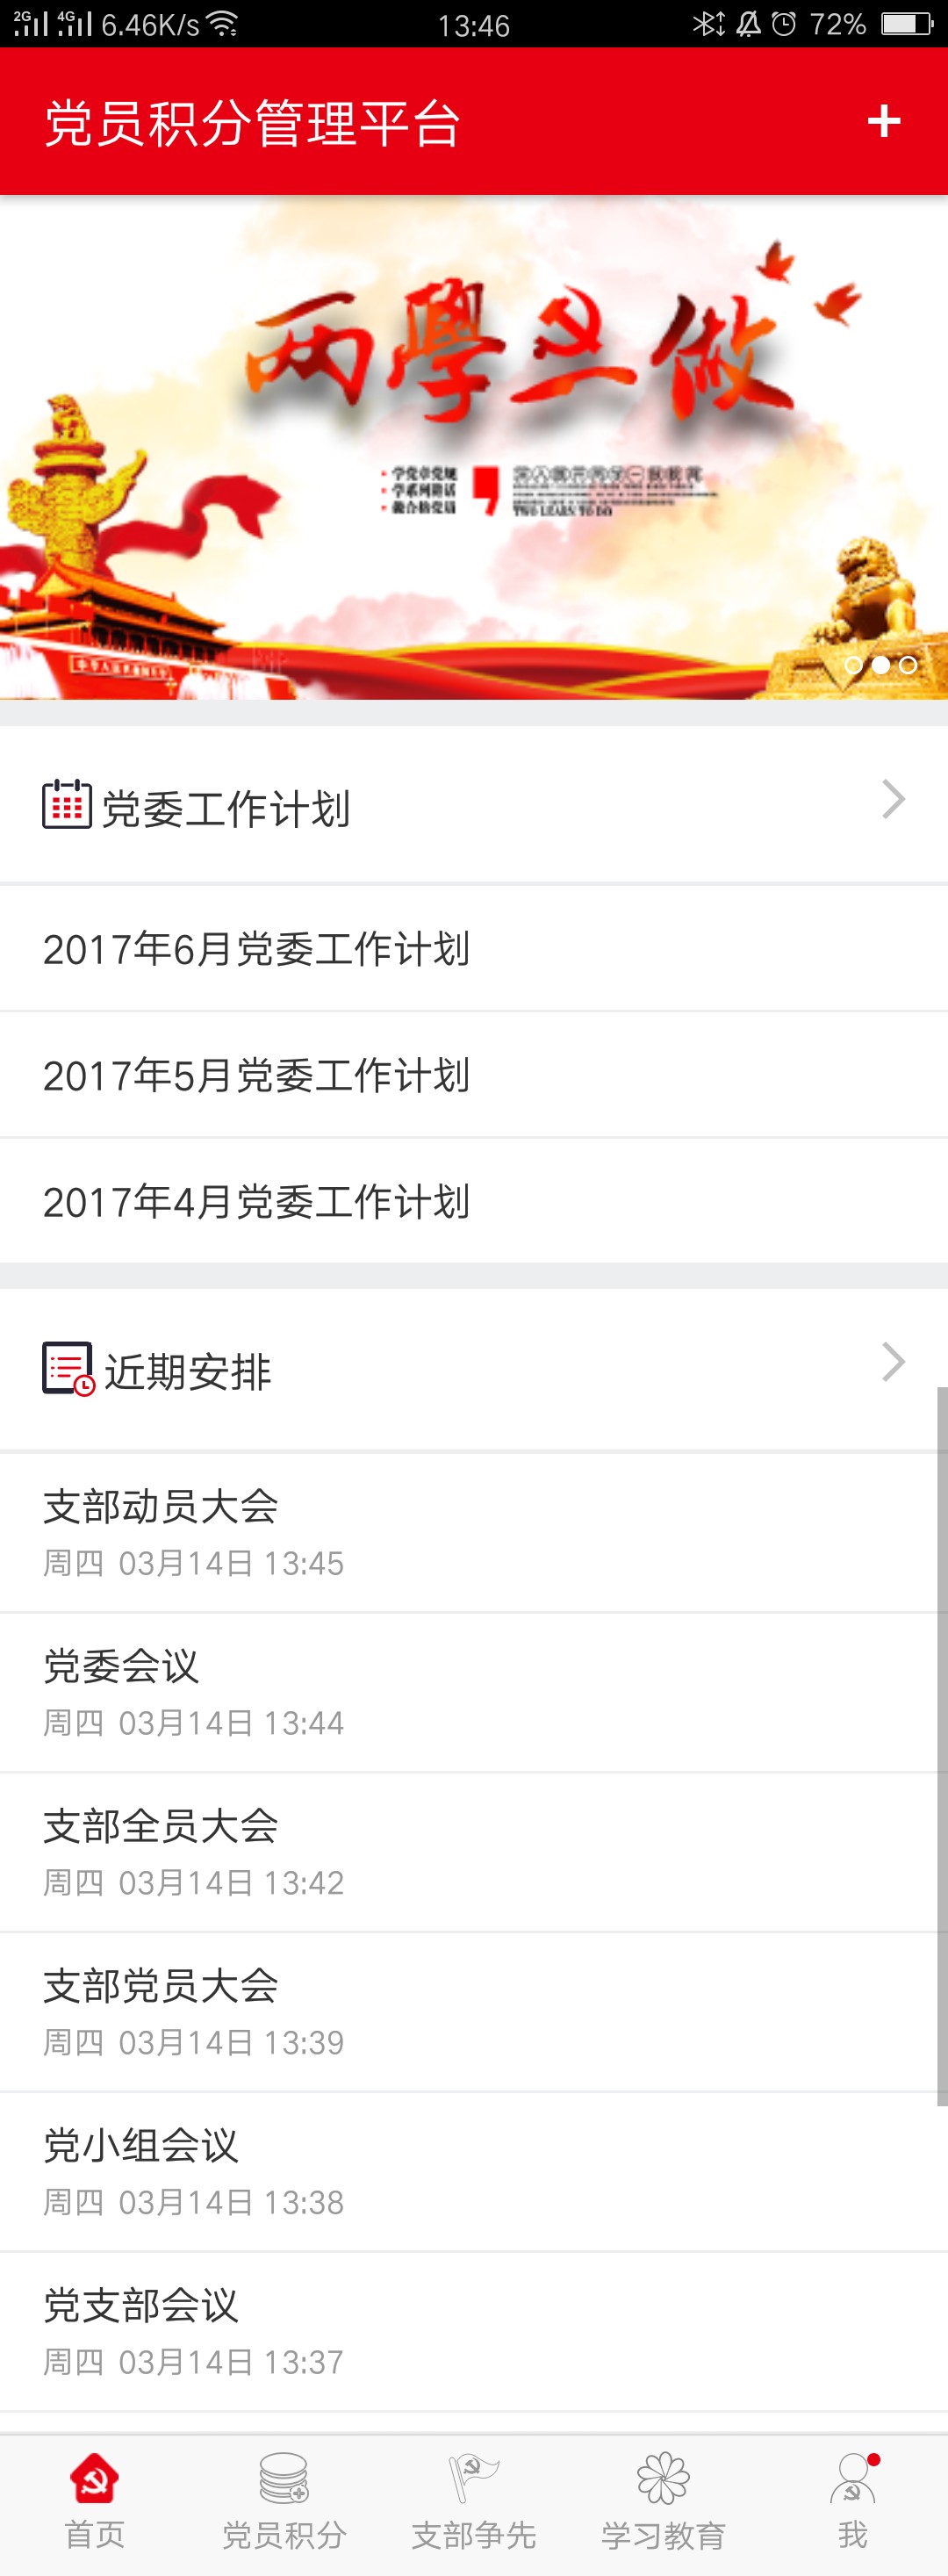 2G 4G 6.46K/s 13:46 72%
党员积分管理平台
两學一做
学党章党规
学系列讲话
做合格党员
TWO LEARN TO DO
党委工作计划
2017年6月党委工作计划
2017年5月党委工作计划
2017年4月党委工作计划
近期安排
支部动员大会
周四 03月14日 13:45
党委会议
周四 03月14日 13:44
支部全员大会
周四 03月14日 13:42
支部党员大会
周四 03月14日 13:39
党小组会议
周四 03月14日 13:38
党支部会议
周四 03月14日 13:37
首页 党员积分 支部争先 学习教育 我